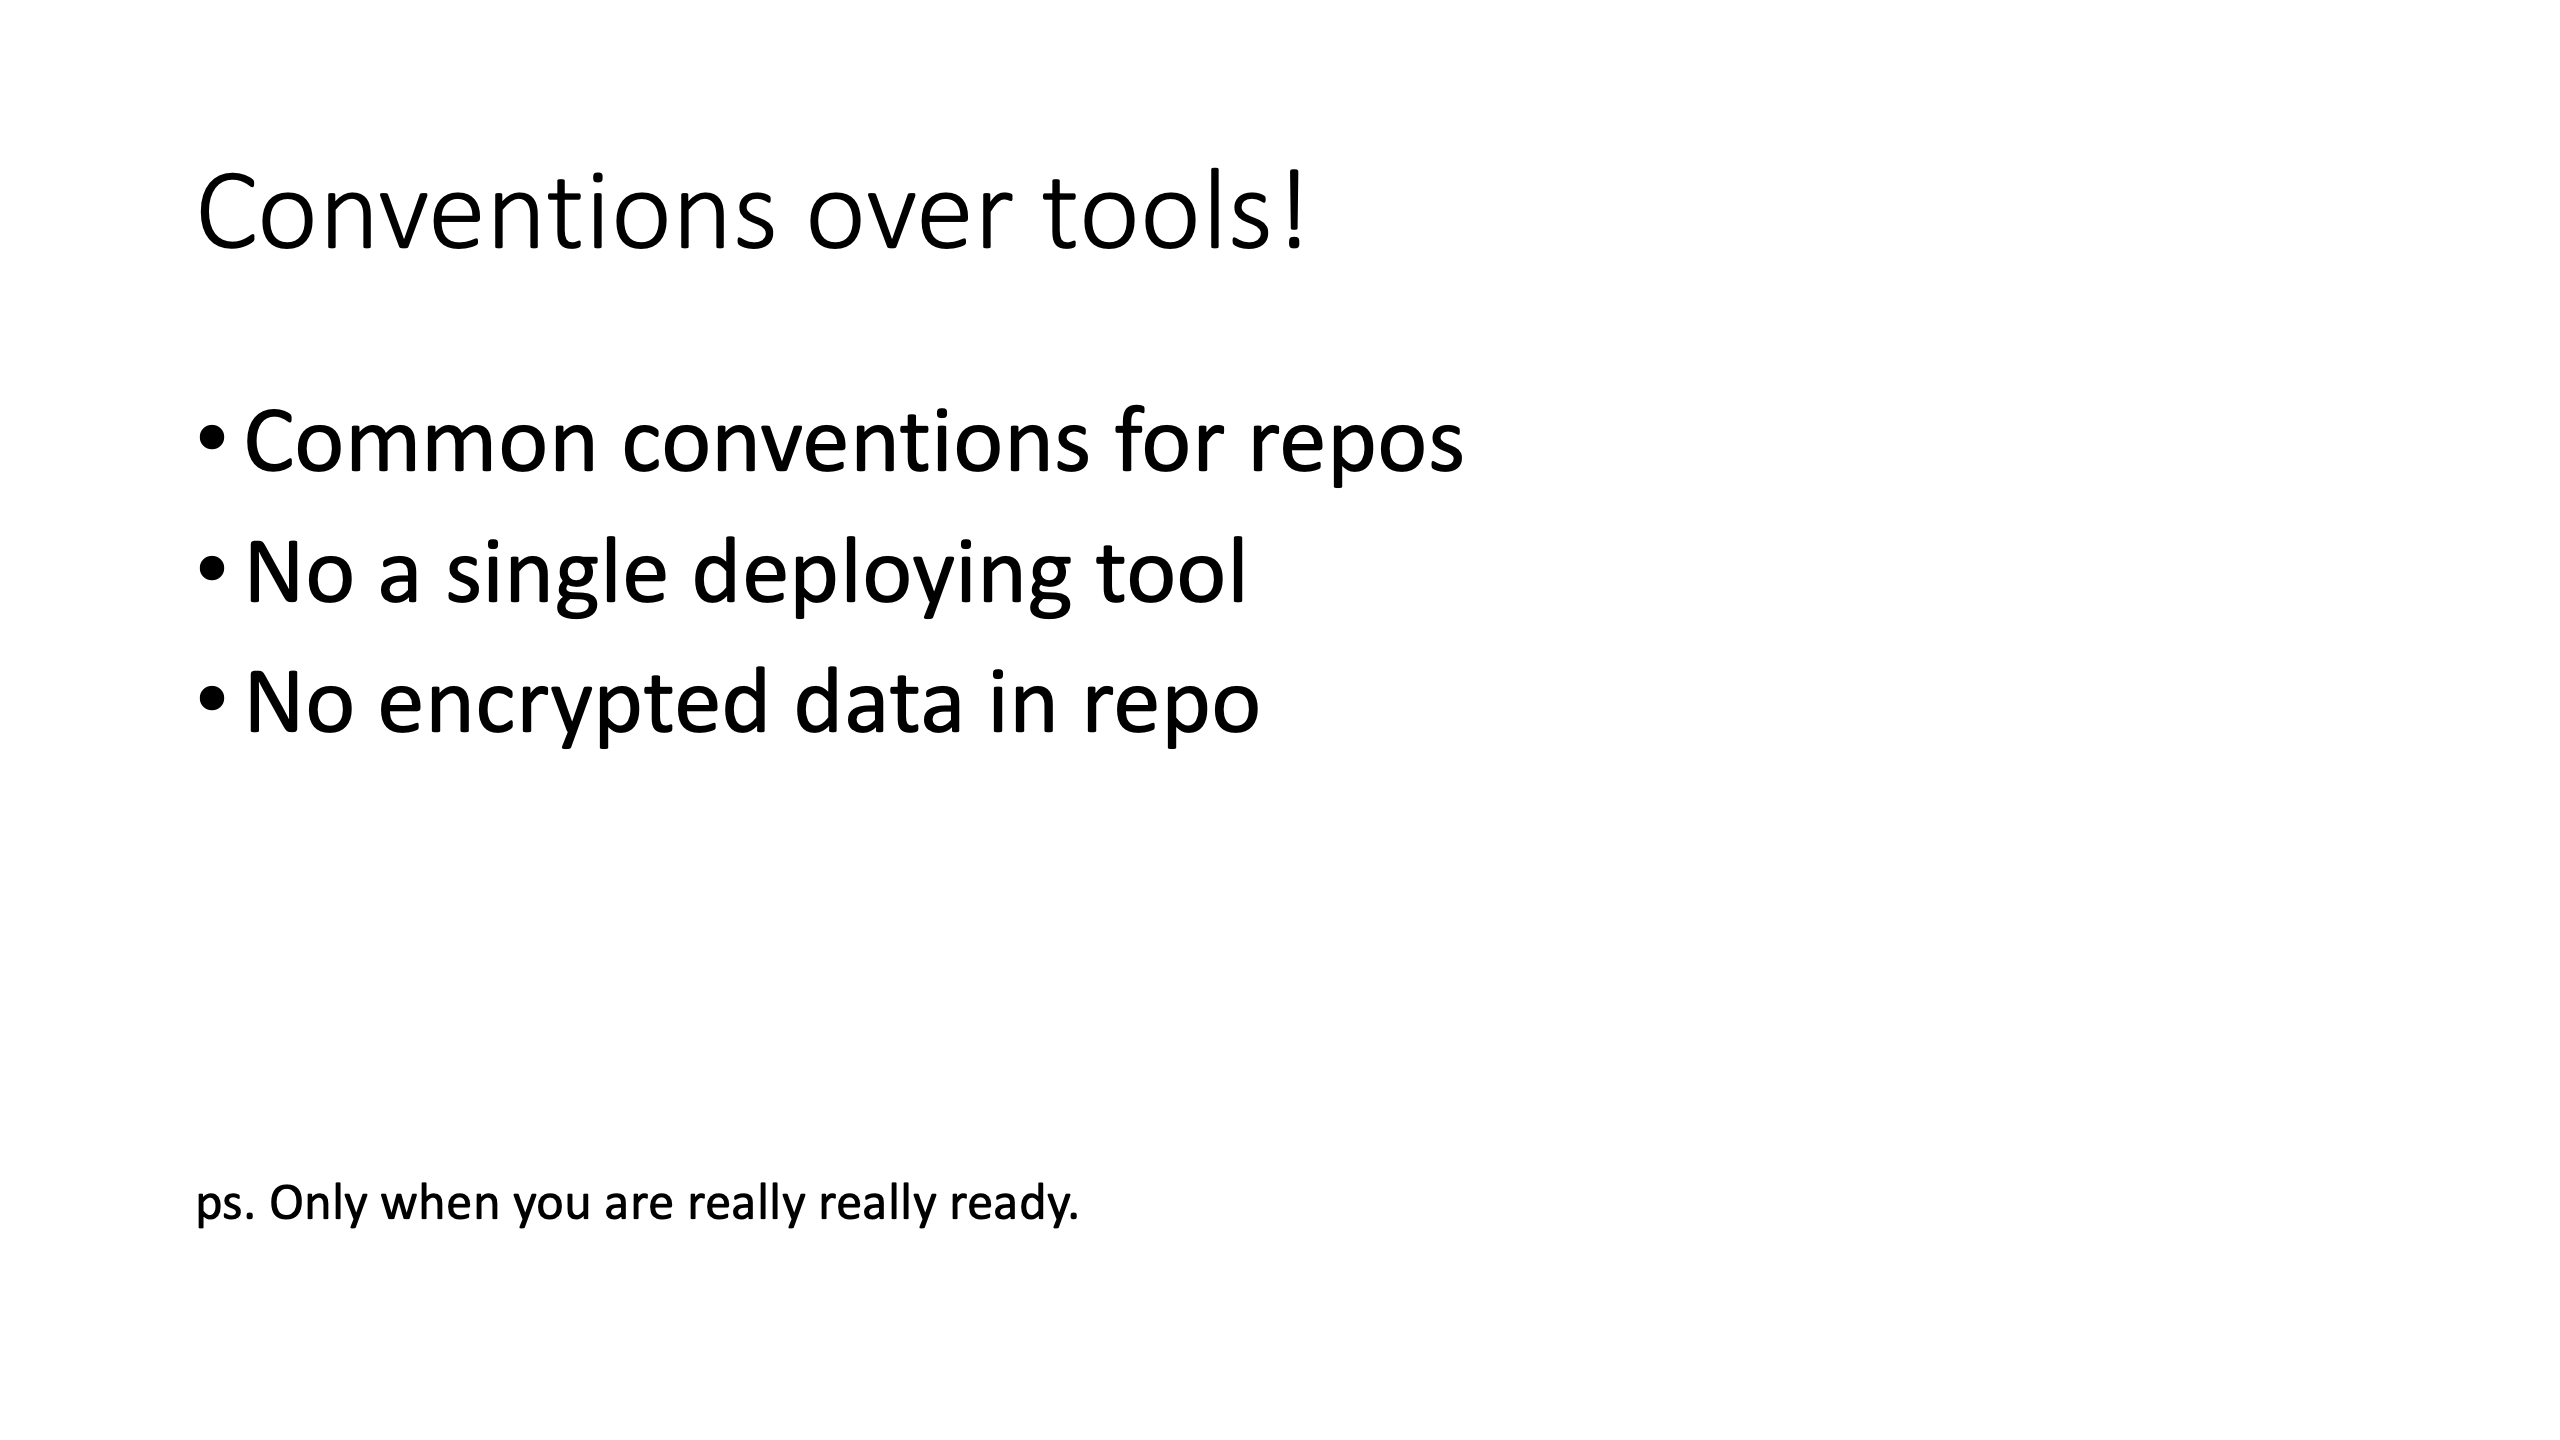 Conventions over tools!
• Common conventions for repos
• No a single deploying tool
• No encrypted data in repo
ps. Only when you are really really ready.